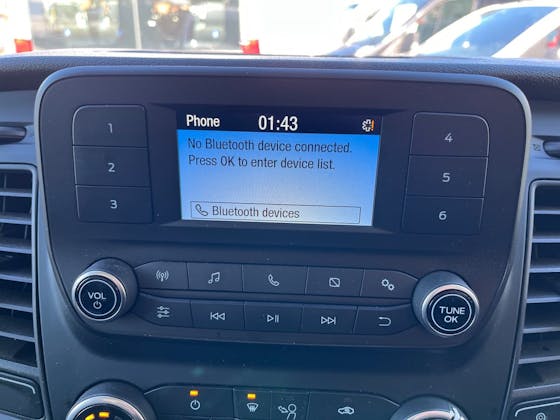 Phone 01:43
No Bluetooth device connected.
Press OK to enter device list.
Bluetooth devices
1
2
3
4
5
6
VOL
TUNE
OK